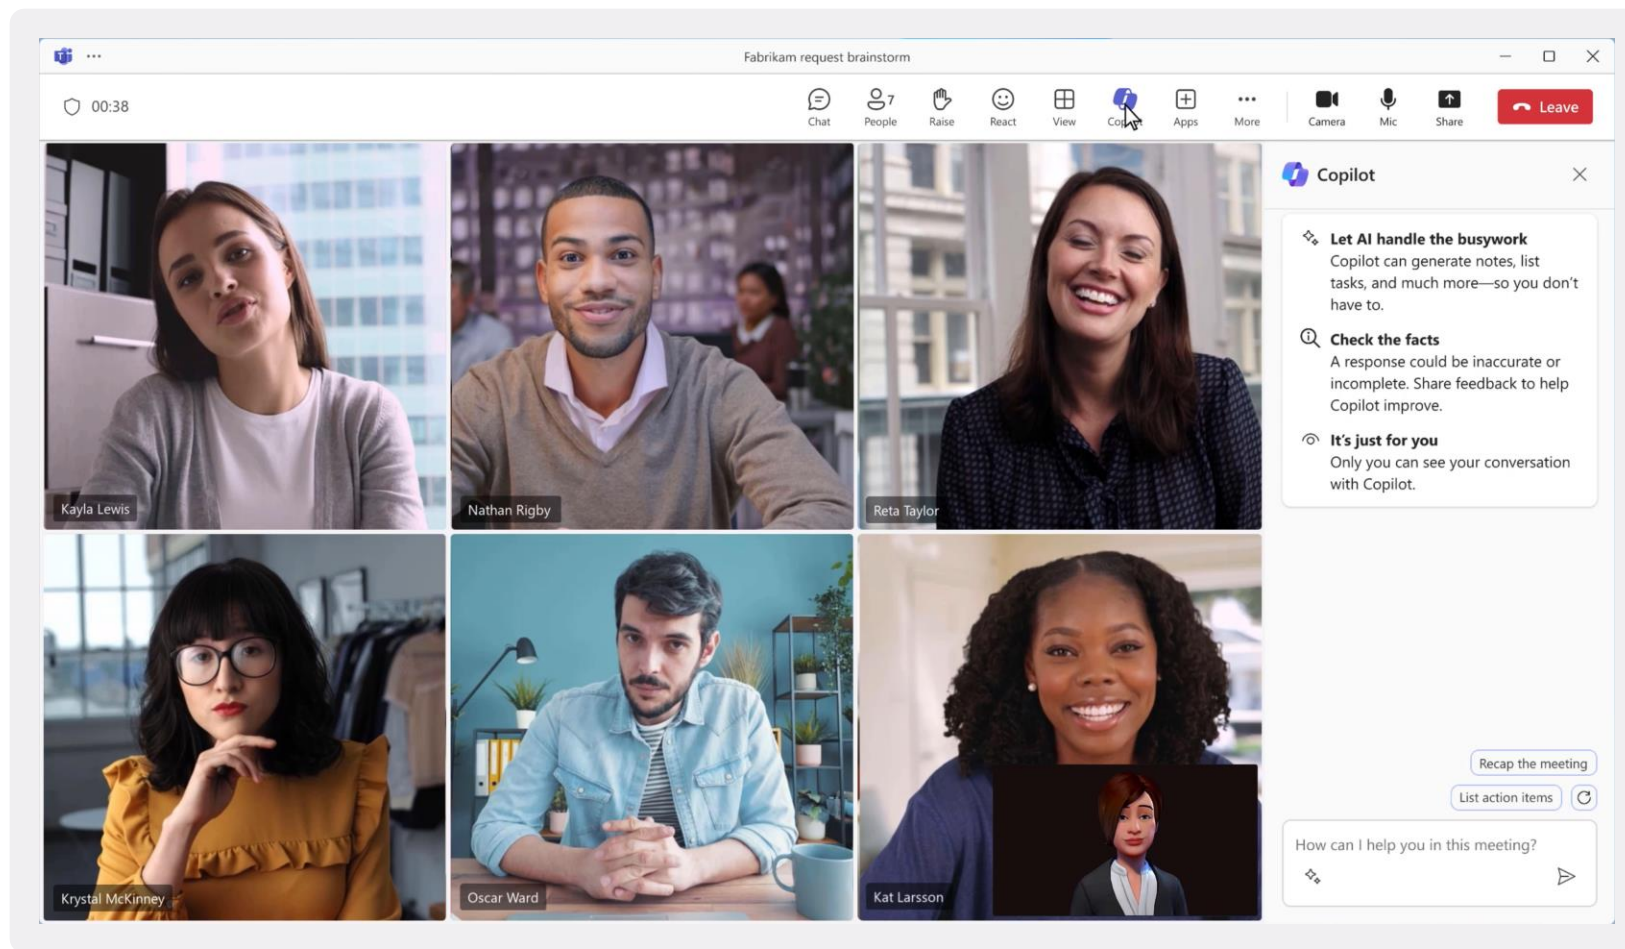 Fabrikam request brainstorm
00:38
Chat
7
People
Raise
React
View
Apps
More
Camera
Mic
Share
Leave
Kayla Lewis
Nathan Rigby
Reta Taylor
Krystal McKinney
Oscar Ward
Kat Larsson
Copilot
Let AI handle the busywork
Copilot can generate notes, list
tasks, and much more—so you don't
have to.
Check the facts
A response could be inaccurate or
incomplete. Share feedback to help
Copilot improve.
It's just for you
Only you can see your conversation
with Copilot.
Recap the meeting
List action items
How can I help you in this meeting?